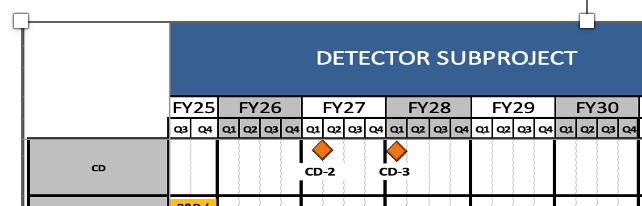 DETECTOR SUBPROJECT
FY25 FY26 FY27 FY28 FY29 FY30
Q3 Q4 Q1 Q2 Q3 Q4 Q1 Q2 Q3 Q4 Q1 Q2 Q3 Q4 Q1 Q2 Q3 Q4 Q1 Q2 Q3 Q4
CD
CD-2 CD-3